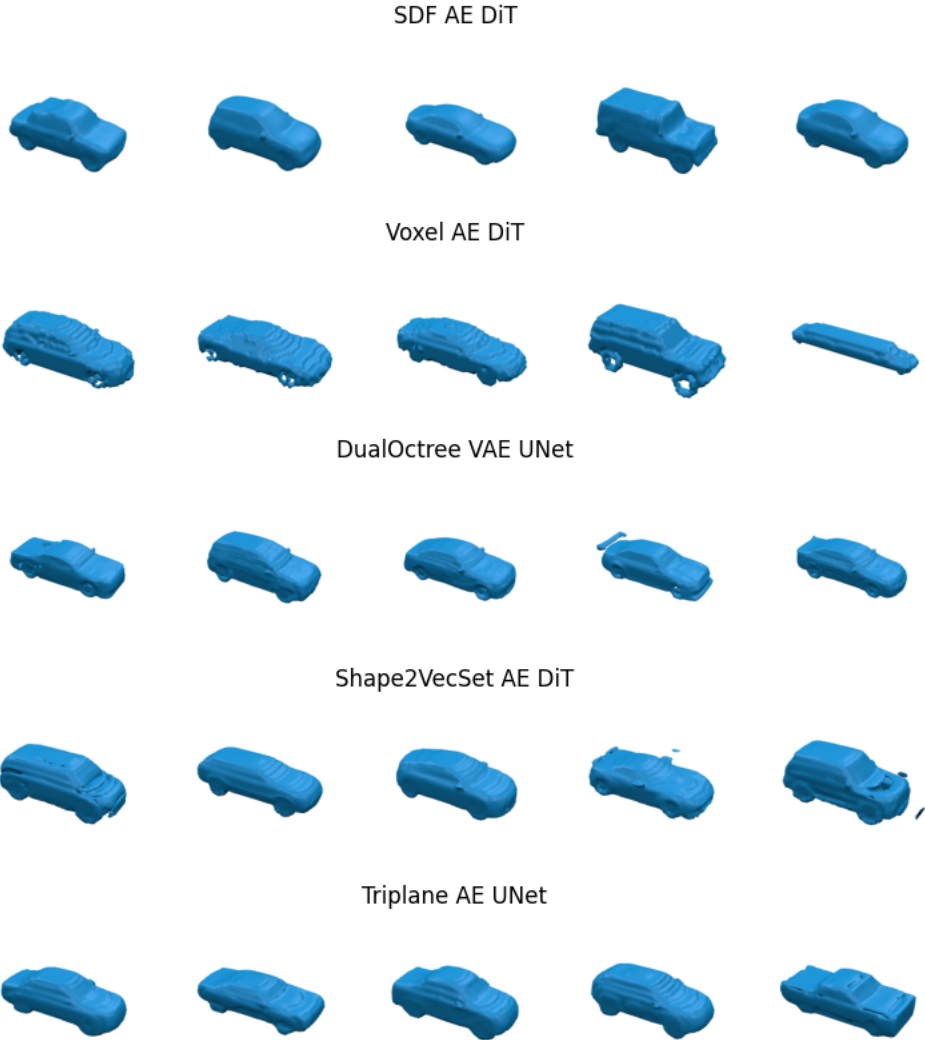 SDF AE DiT
Voxel AE DiT
DualOctree VAE UNet
Shape2VecSet AE DiT
Triplane AE UNet